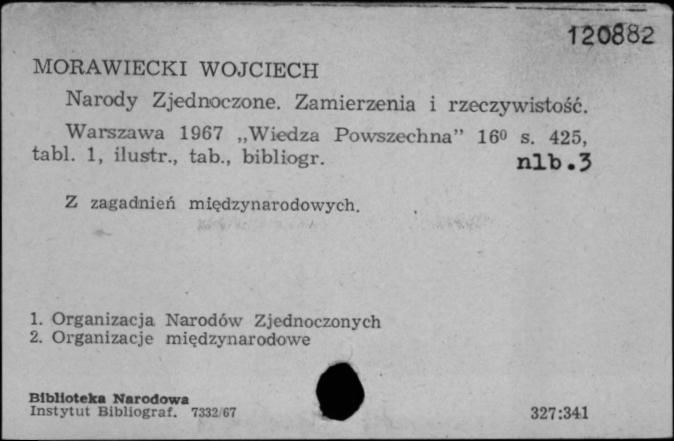 120882
MORAWIECKI WOJCIECH
Narody Zjednoczone. Zamierzenia i rzeczywistość.
Warszawa 1967 „Wiedza Powszechna” 16⁰ s. 425,
tabl. 1, ilustr., tab., bibliogr. nlb.3
Z zagadnień międzynarodowych.
1. Organizacja Narodów Zjednoczonych
2. Organizacje międzynarodowe
Biblioteka Narodowa
Instytut Bibliograf. 7332/67 327:341